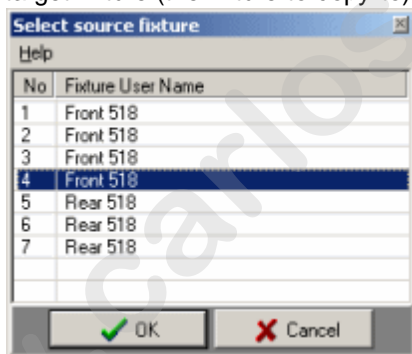 Select source fixture
Help
No Fixture User Name
1 Front 518
2 Front 518
3 Front 518
4 Front 518
5 Rear 518
6 Rear 518
7 Rear 518
OK Cancel